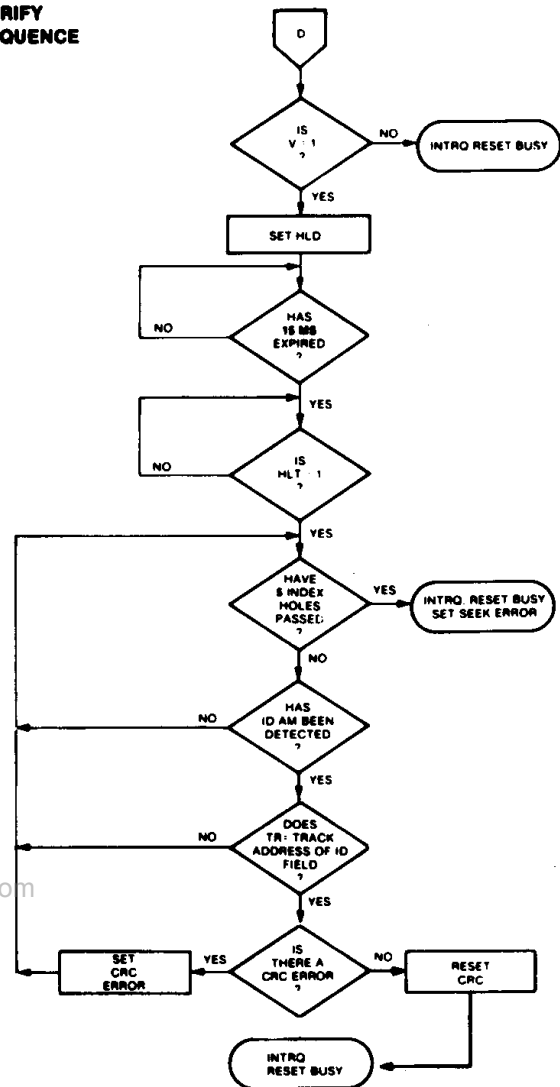 RIFY
QUENCE
D
IS
V = 1
?
NO
INTRQ RESET BUSY
YES
SET HLD
HAS
15 MS
EXPIRED
?
NO
YES
IS
HLT = 1
?
NO
YES
HAVE
5 INDEX
HOLES
PASSED
?
YES
INTRQ. RESET BUSY
SET SEEK ERROR
NO
HAS
ID AM BEEN
DETECTED
?
NO
YES
DOES
TR = TRACK
ADDRESS OF ID
FIELD
?
NO
YES
om
IS
THERE A
CRC ERROR
?
YES
SET
CRC
ERROR
NO
RESET
CRC
INTRQ
RESET BUSY